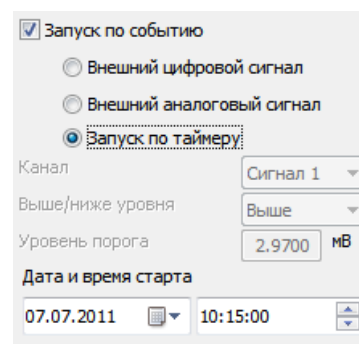 Запуск по событию
Внешний цифровой сигнал
Внешний аналоговый сигнал
Запуск по таймеру
Канал Сигнал 1
Выше/ниже уровня Выше
Уровень порога 2.9700 мВ
Дата и время старта
07.07.2011 10:15:00